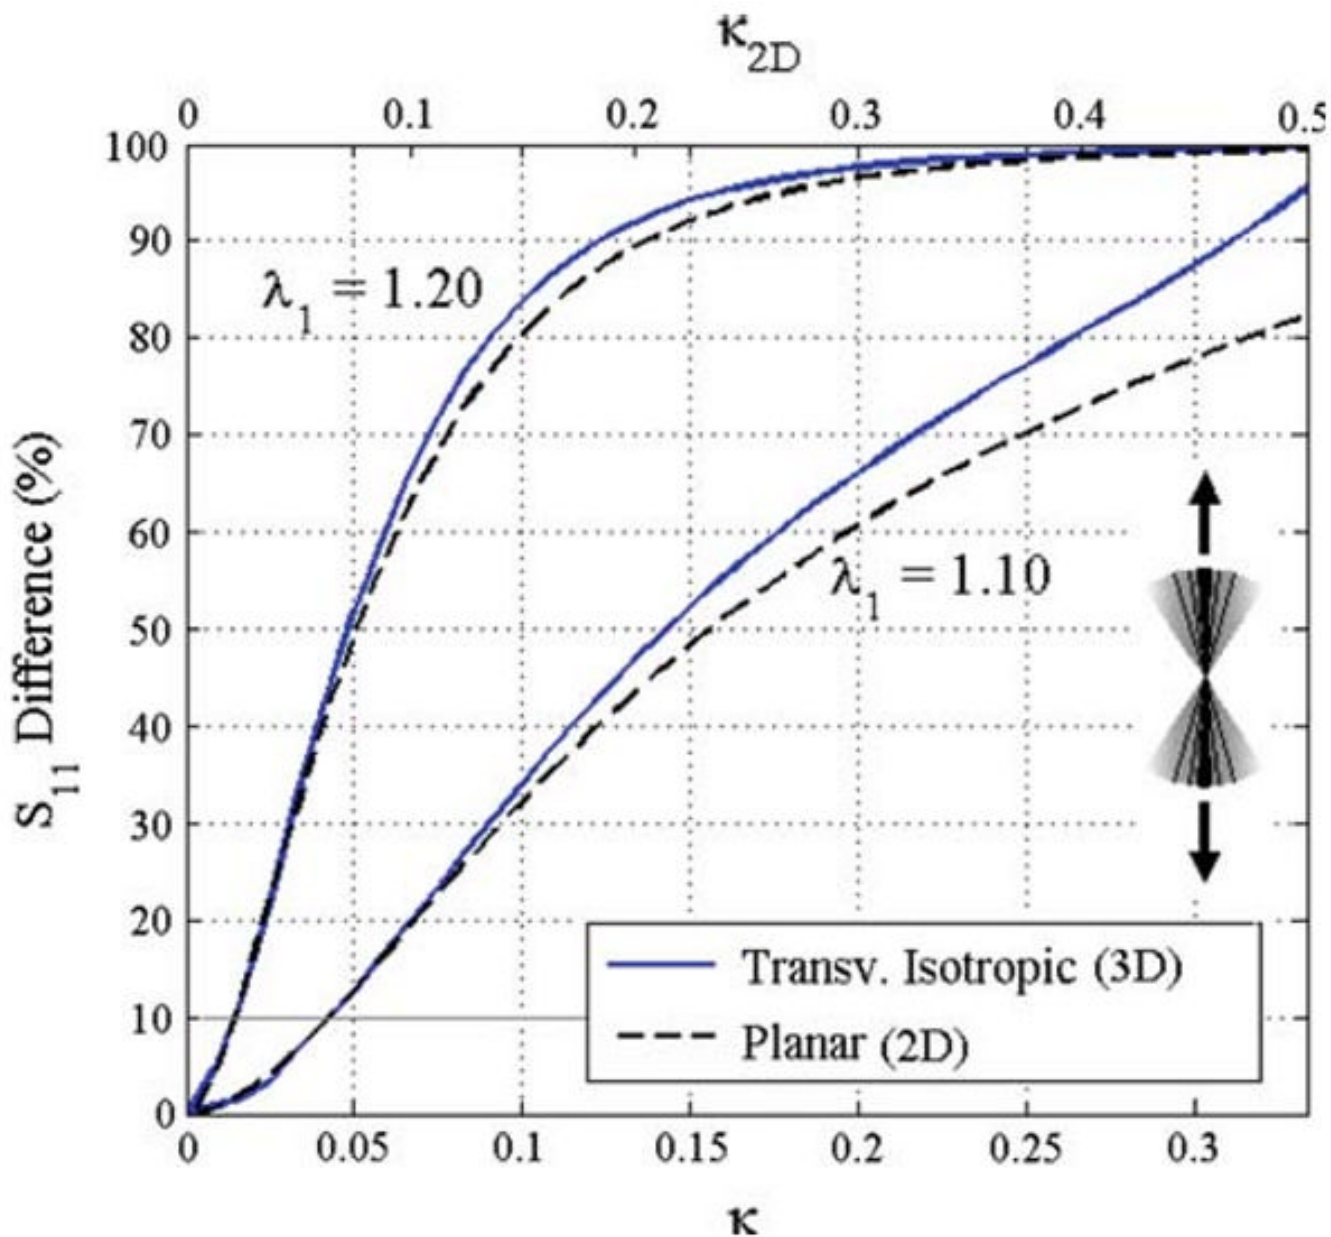 κ2D
0 0.1 0.2 0.3 0.4 0.5
100
90
80
70
60
50
40
30
20
10
0
S11 Difference (%)
λ1 = 1.20
λ1 = 1.10
Transv. Isotropic (3D)
Planar (2D)
0 0.05 0.1 0.15 0.2 0.25 0.3
κ